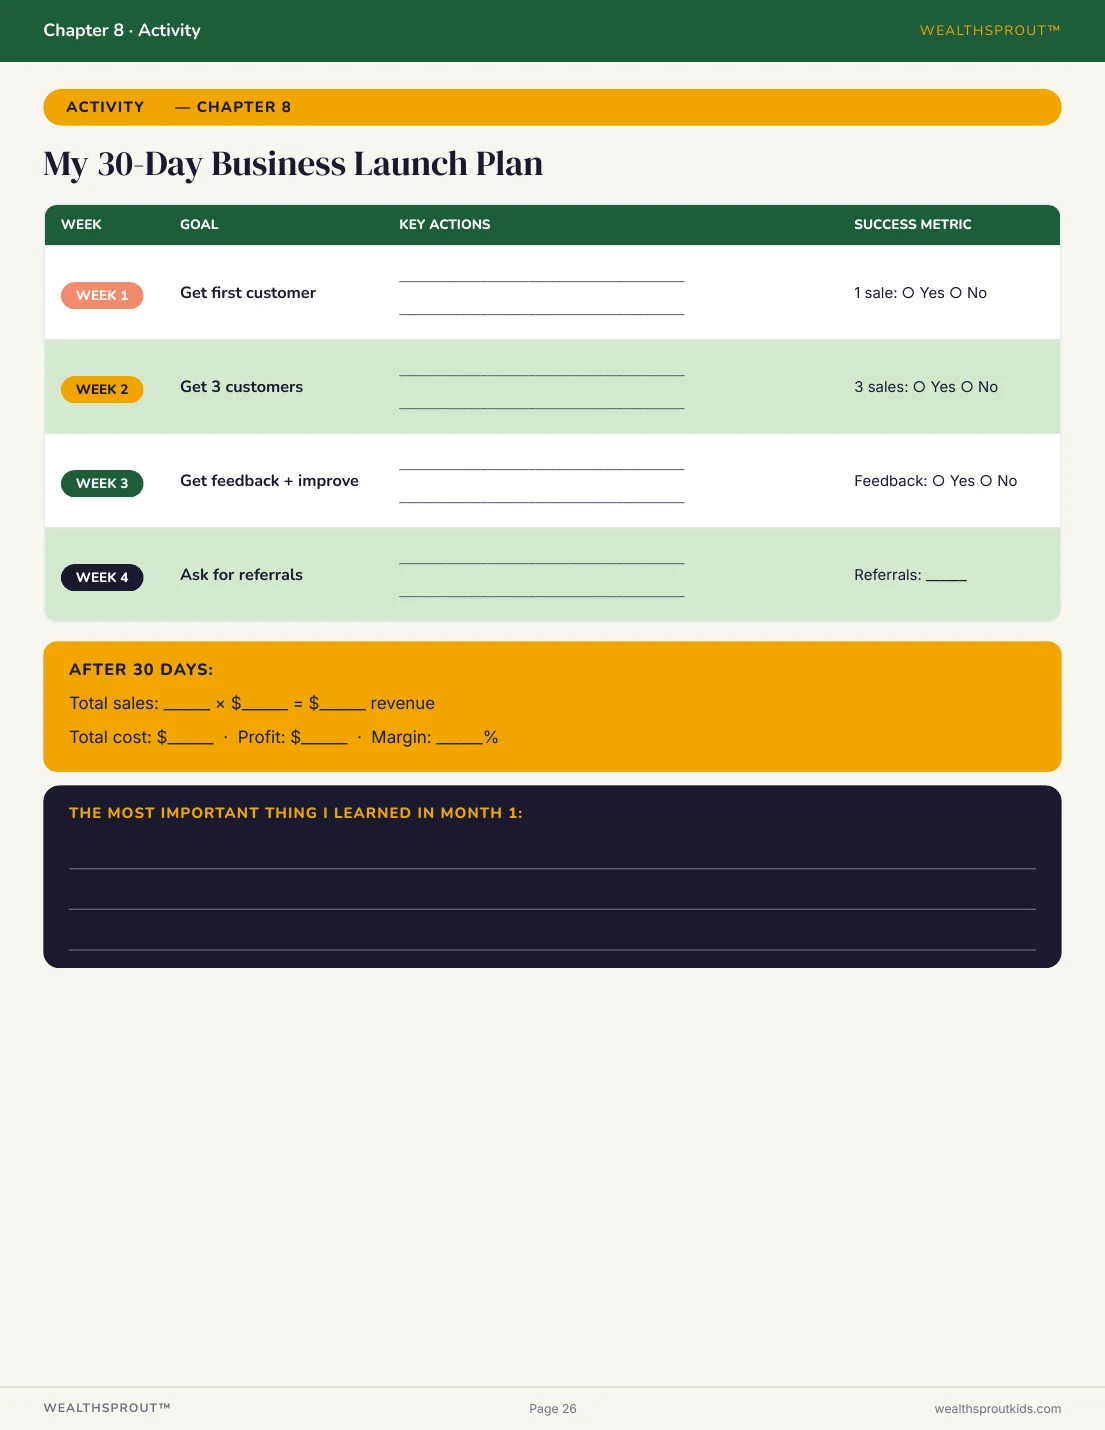 Chapter 8 · Activity
WEALTHSPROUT™
ACTIVITY — CHAPTER 8
My 30-Day Business Launch Plan
WEEK GOAL KEY ACTIONS SUCCESS METRIC
WEEK 1 Get first customer 1 sale: ○ Yes ○ No
WEEK 2 Get 3 customers 3 sales: ○ Yes ○ No
WEEK 3 Get feedback + improve Feedback: ○ Yes ○ No
WEEK 4 Ask for referrals Referrals: _____
AFTER 30 DAYS:
Total sales: _____ × $_____ = $_____ revenue
Total cost: $_____ · Profit: $_____ · Margin: _____%
THE MOST IMPORTANT THING I LEARNED IN MONTH 1:
WEALTHSPROUT™ Page 26 wealthsproutkids.com